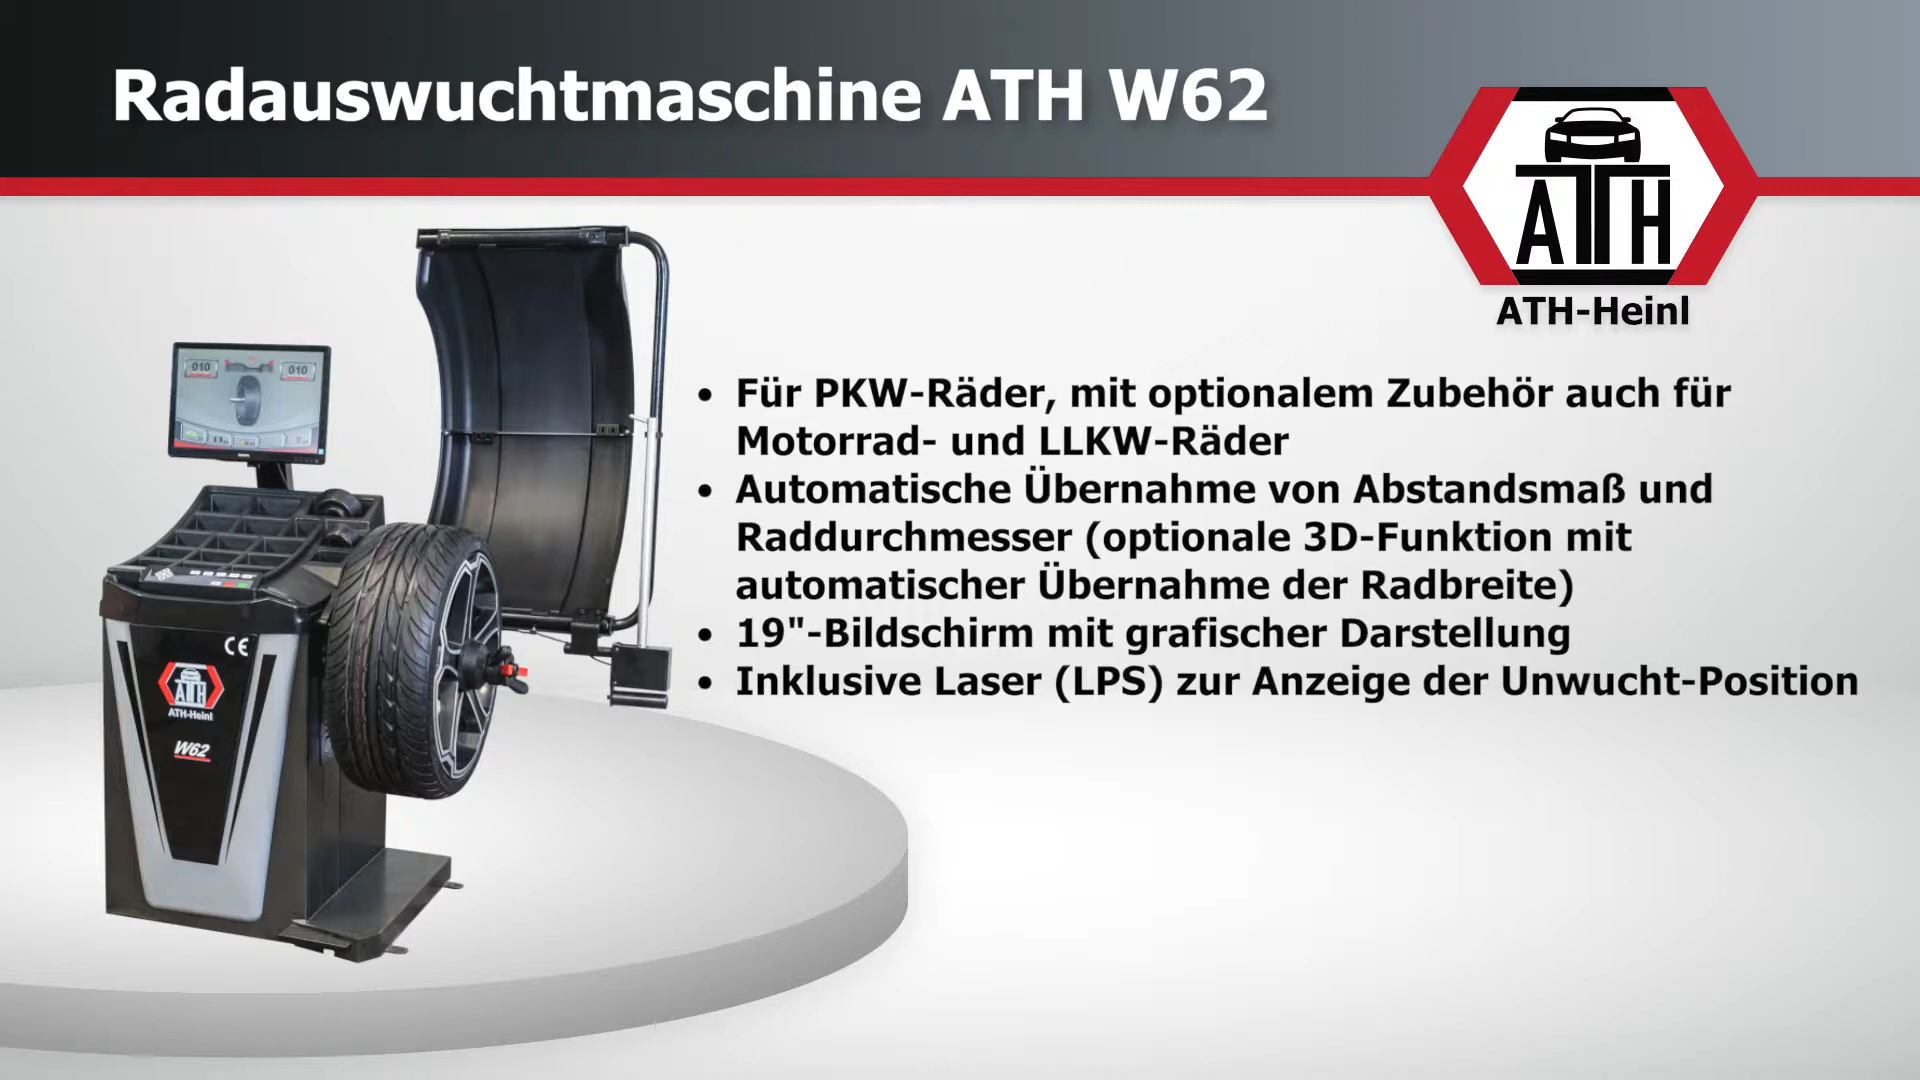 Radauswuchtmaschine ATH W62
ATH
ATH-Heinl
010
010
• Für PKW-Räder, mit optionalem Zubehör auch für
Motorrad- und LLKW-Räder
• Automatische Übernahme von Abstandsmaß und
Raddurchmesser (optionale 3D-Funktion mit
automatischer Übernahme der Radbreite)
• 19"-Bildschirm mit grafischer Darstellung
• Inklusive Laser (LPS) zur Anzeige der Unwucht-Position
CE
ATH
ATH-Heinl
W62